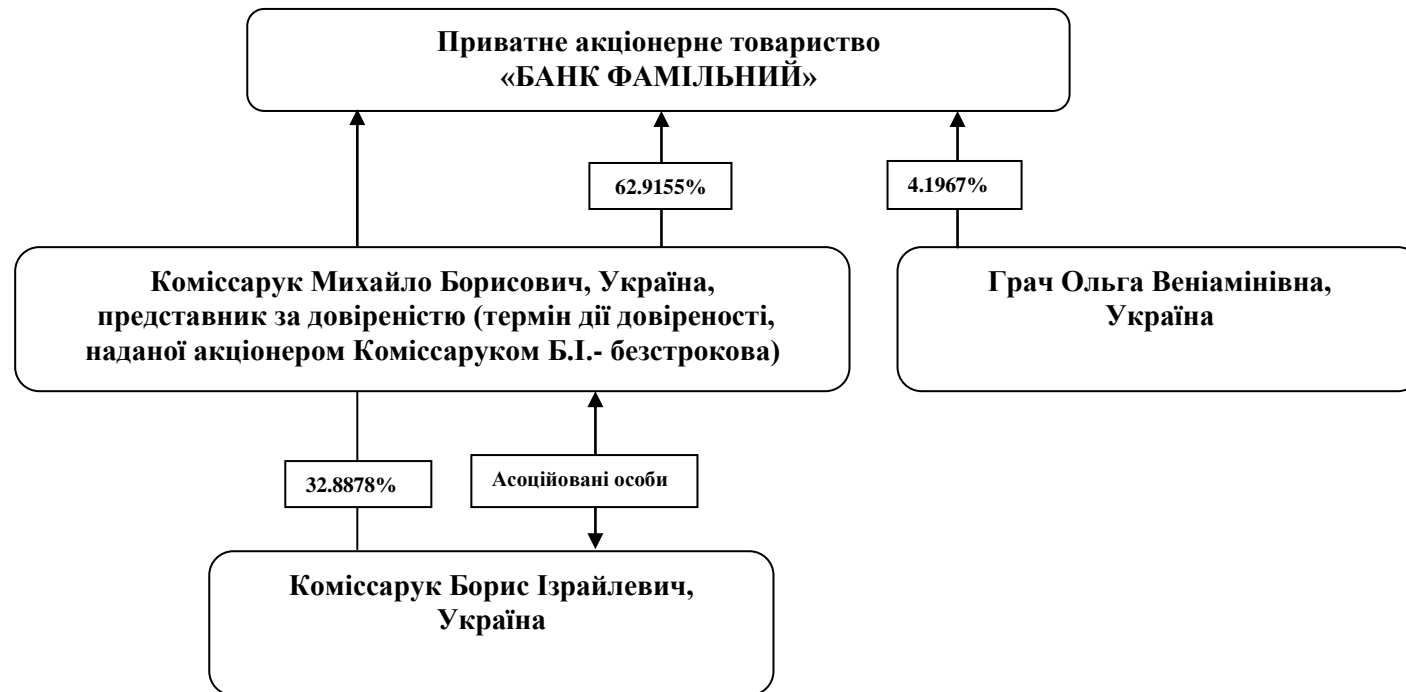 Приватне акціонерне товариство
«БАНК ФАМІЛЬНИЙ»
62.9155%
4.1967%
Коміссарук Михайло Борисович, Україна,
представник за довіреністю (термін дії довіреності,
наданої акціонером Коміссаруком Б.І.- безстрокова)
Грач Ольга Веніамінівна,
Україна
32.8878%
Асоційовані особи
Коміссарук Борис Ізрайлевич,
Україна